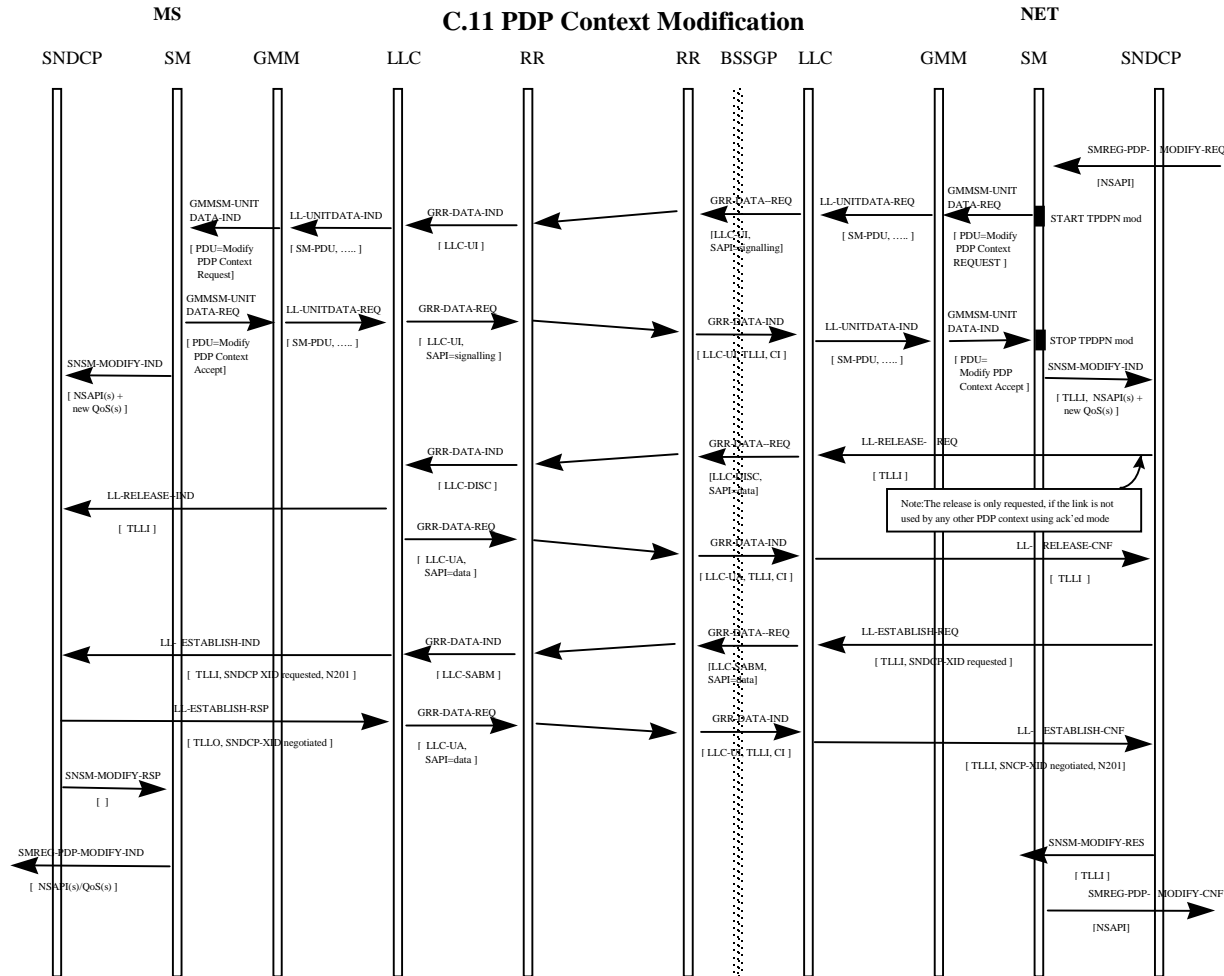 MS
C.11 PDP Context Modification
NET
SNDCP SM GMM LLC RR RR BSSGP LLC GMM SM SNDCP
SMREG-PDP- MODIFY-REQ
[NSAPI]
GMMSM-UNIT
DATA-IND
LL-UNITDATA-IND
GRR-DATA-IND
GRR-DATA--REQ
LL-UNITDATA-REQ
GMMSM-UNIT
DATA-REQ
START TPDPN mod
[ PDU=Modify
PDP Context
Request]
[ SM-PDU, ..... ]
[ LLC-UI ]
[LLC-UI,
SAPI=signalling]
[ SM-PDU, ..... ]
[ PDU=Modify
PDP Context
REQUEST ]
GMMSM-UNIT
DATA-REQ
LL-UNITDATA-REQ
GRR-DATA-REQ
GRR-DATA-IND
LL-UNITDATA-IND
GMMSM-UNIT
DATA-IND
STOP TPDPN mod
[PDU=Modify
PDP Context
Accept]
[ SM-PDU, ..... ]
[ LLC-UI,
SAPI=signalling ]
[ LLC-UI, TLLI, CI ]
[ SM-PDU, ..... ]
[ PDU=
Modify PDP
Context Accept ]
SNSM-MODIFY-IND
[ NSAPI(s) +
new QoS(s) ]
SNSM-MODIFY-IND
[ TLLI, NSAPI(s) +
new QoS(s) ]
GRR-DATA-IND
[ LLC-DISC ]
GRR-DATA--REQ
[LLC-DISC,
SAPI=data]
LL-RELEASE- REQ
[ TLLI ]
LL-RELEASE--IND
[ TLLI ]
Note:The release is only requested, if the link is not
used by any other PDP context using ack'ed mode
GRR-DATA-REQ
[ LLC-UA,
SAPI=data ]
GRR-DATA-IND
[ LLC-UA, TLLI, CI ]
LL- RELEASE-CNF
[ TLLI ]
LL- ESTABLISH-IND
[ TLLI, SNDCP XID requested, N201 ]
GRR-DATA-IND
[ LLC-SABM ]
GRR-DATA--REQ
[LLC-SABM,
SAPI=data]
LL-ESTABLISH-REQ
[ TLLI, SNDCP-XID requested ]
LL-ESTABLISH-RSP
[ TLLO, SNDCP-XID negotiated ]
GRR-DATA-REQ
[ LLC-UA,
SAPI=data ]
GRR-DATA-IND
[ LLC-UI, TLLI, CI ]
LL- ESTABLISH-CNF
[ TLLI, SNCP-XID negotiated, N201]
SNSM-MODIFY-RSP
[ ]
SMREG-PDP-MODIFY-IND
[ NSAPI(s)/QoS(s) ]
SNSM-MODIFY-RES
[ TLLI ]
SMREG-PDP- MODIFY-CNF
[NSAPI]